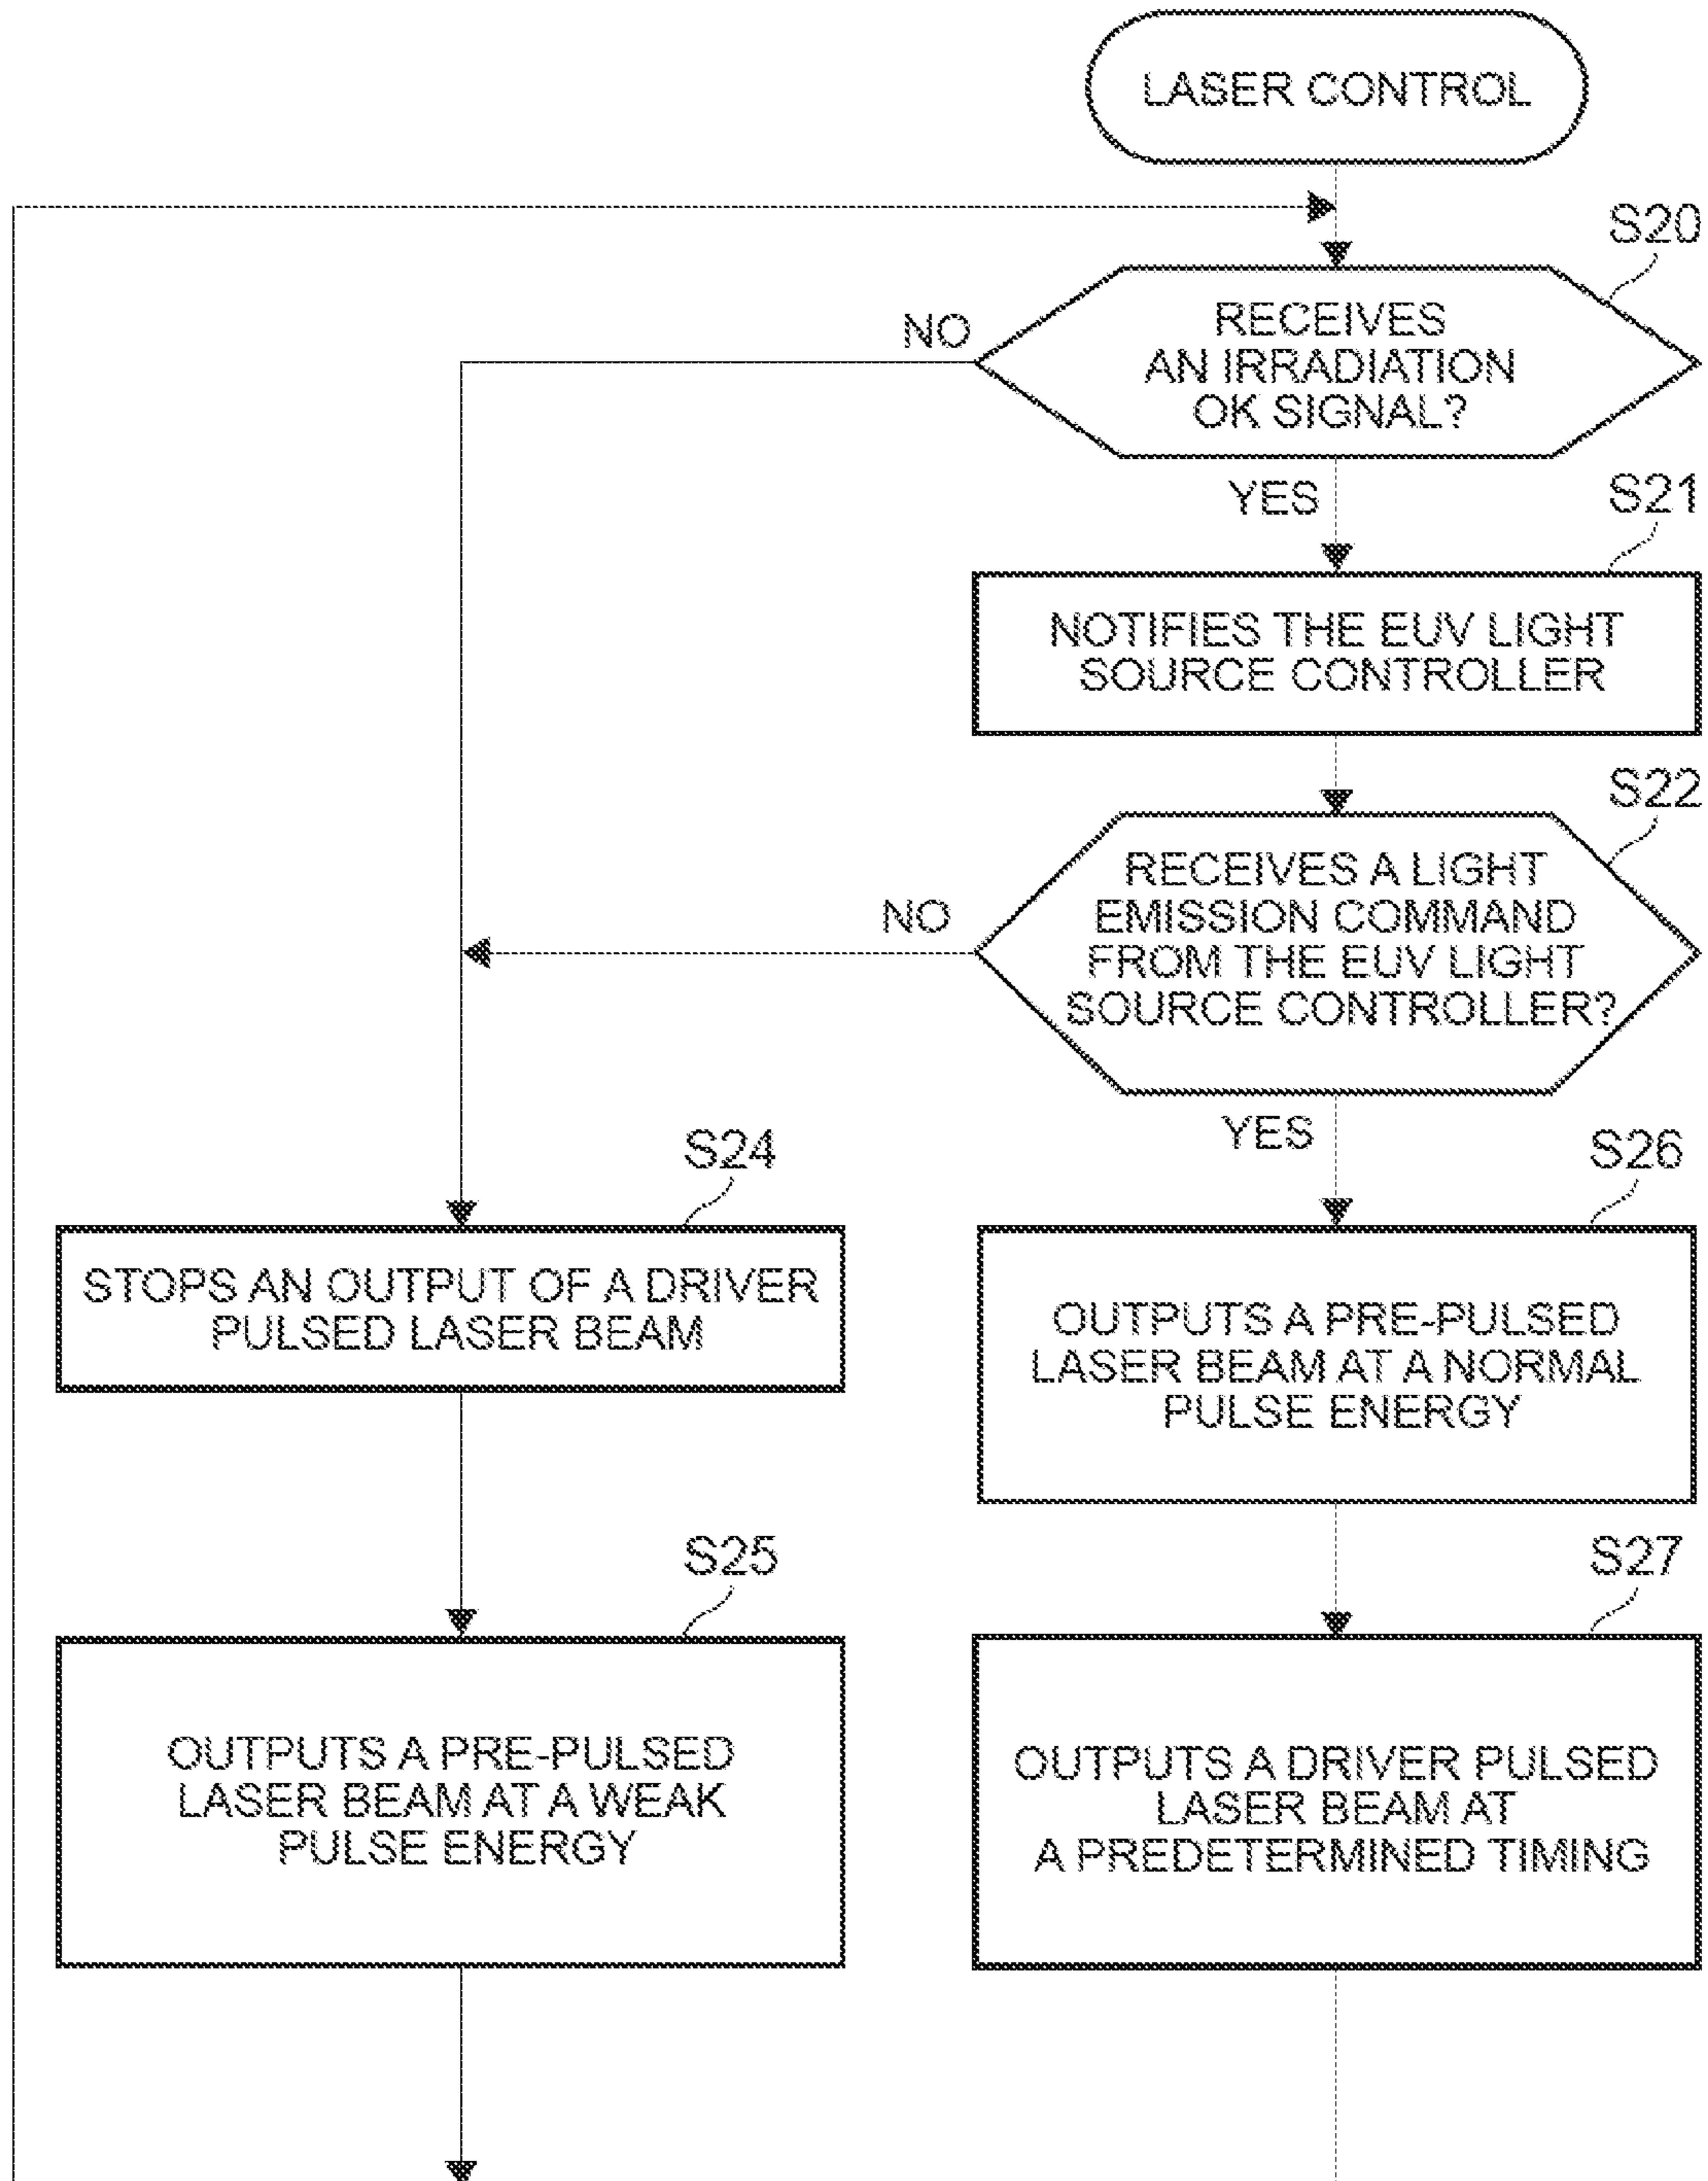 LASER CONTROL
S20
NO
RECEIVES
AN IRRADIATION
OK SIGNAL?
YES
S21
NOTIFIES THE EUV LIGHT
SOURCE CONTROLLER
S22
NO
RECEIVES A LIGHT
EMISSION COMMAND
FROM THE EUV LIGHT
SOURCE CONTROLLER?
YES
S24
S26
STOPS AN OUTPUT OF A DRIVER
PULSED LASER BEAM
OUTPUTS A PRE-PULSED
LASER BEAM AT A NORMAL
PULSE ENERGY
S25
S27
OUTPUTS A PRE-PULSED
LASER BEAM AT A WEAK
PULSE ENERGY
OUTPUTS A DRIVER PULSED
LASER BEAM AT
A PREDETERMINED TIMING